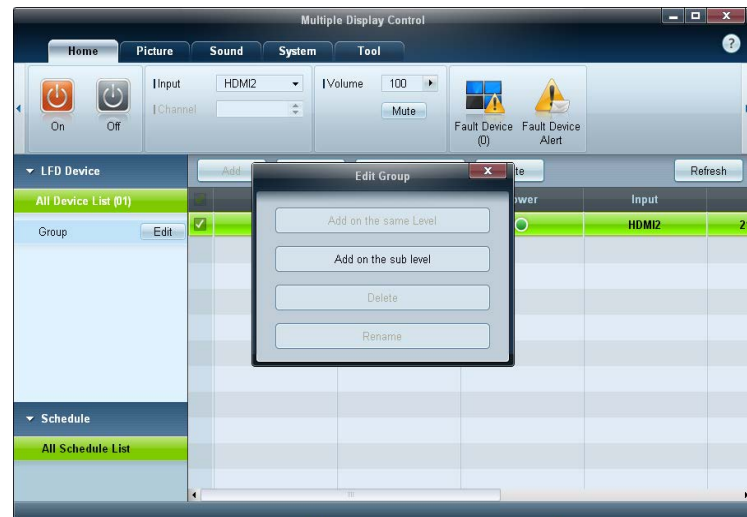 Multiple Display Control
Home Picture Sound System Tool
Input HDMI2 Volume 100
Channel Mute
On Off Fault Device (0) Fault Device Alert
LFD Device Add Refresh
Edit Group
All Device List (01) Input
Group Edit HDMI2
Add on the same Level
Add on the sub level
Delete
Rename
Schedule
All Schedule List